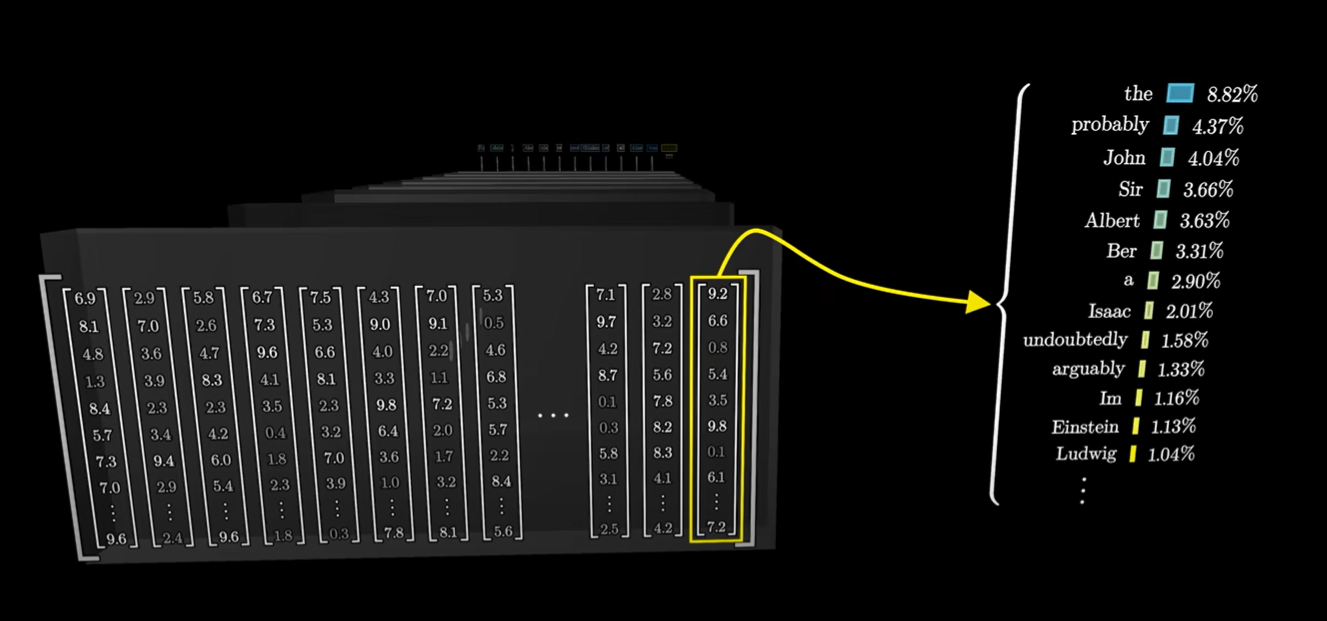 6.9 2.9 5.8 6.7 7.5 4.3 7.0 5.3 7.1 2.8 9.2
8.1 7.0 2.6 7.3 5.3 9.0 9.1 0.5 9.7 3.2 6.6
4.8 3.6 4.7 9.6 6.6 4.0 2.2 4.6 4.2 7.2 0.8
1.3 3.9 8.3 4.1 8.1 3.3 1.1 6.8 8.7 5.6 5.4
8.4 2.3 2.3 3.5 2.3 9.8 7.2 5.3 ... 0.1 7.8 3.5
5.7 3.4 4.2 0.4 3.2 6.4 2.0 5.7 0.3 8.2 9.8
7.3 9.4 6.0 1.8 7.0 3.6 1.7 2.2 5.8 8.3 0.1
7.0 2.9 5.4 2.3 3.9 1.0 3.2 8.4 3.1 4.1 6.1
⋮ ⋮ ⋮ ⋮ ⋮ ⋮ ⋮ ⋮ ⋮ ⋮ ⋮
9.6 2.4 9.6 1.8 0.3 7.8 8.1 5.6 2.5 4.2 7.2
the 8.82%
probably 4.37%
John 4.04%
Sir 3.66%
Albert 3.63%
Ber 3.31%
a 2.90%
Isaac 2.01%
undoubtedly 1.58%
arguably 1.33%
Im 1.16%
Einstein 1.13%
Ludwig 1.04%
⋮